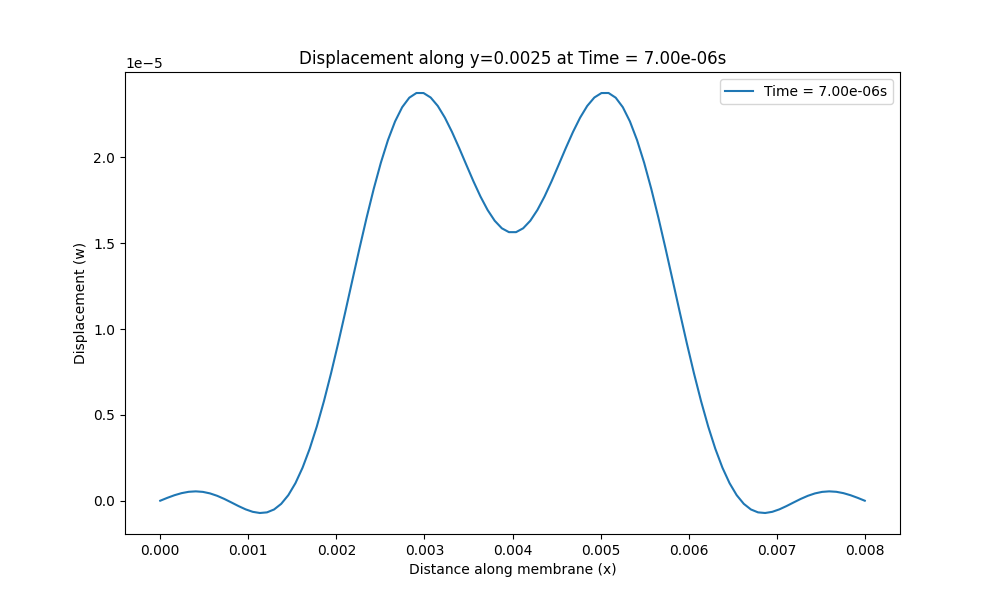 Displacement along y=0.0025 at Time = 7.00e-06s
1e−5
Time = 7.00e-06s
2.0
1.5
1.0
0.5
0.0
Displacement (w)
0.000 0.001 0.002 0.003 0.004 0.005 0.006 0.007 0.008
Distance along membrane (x)